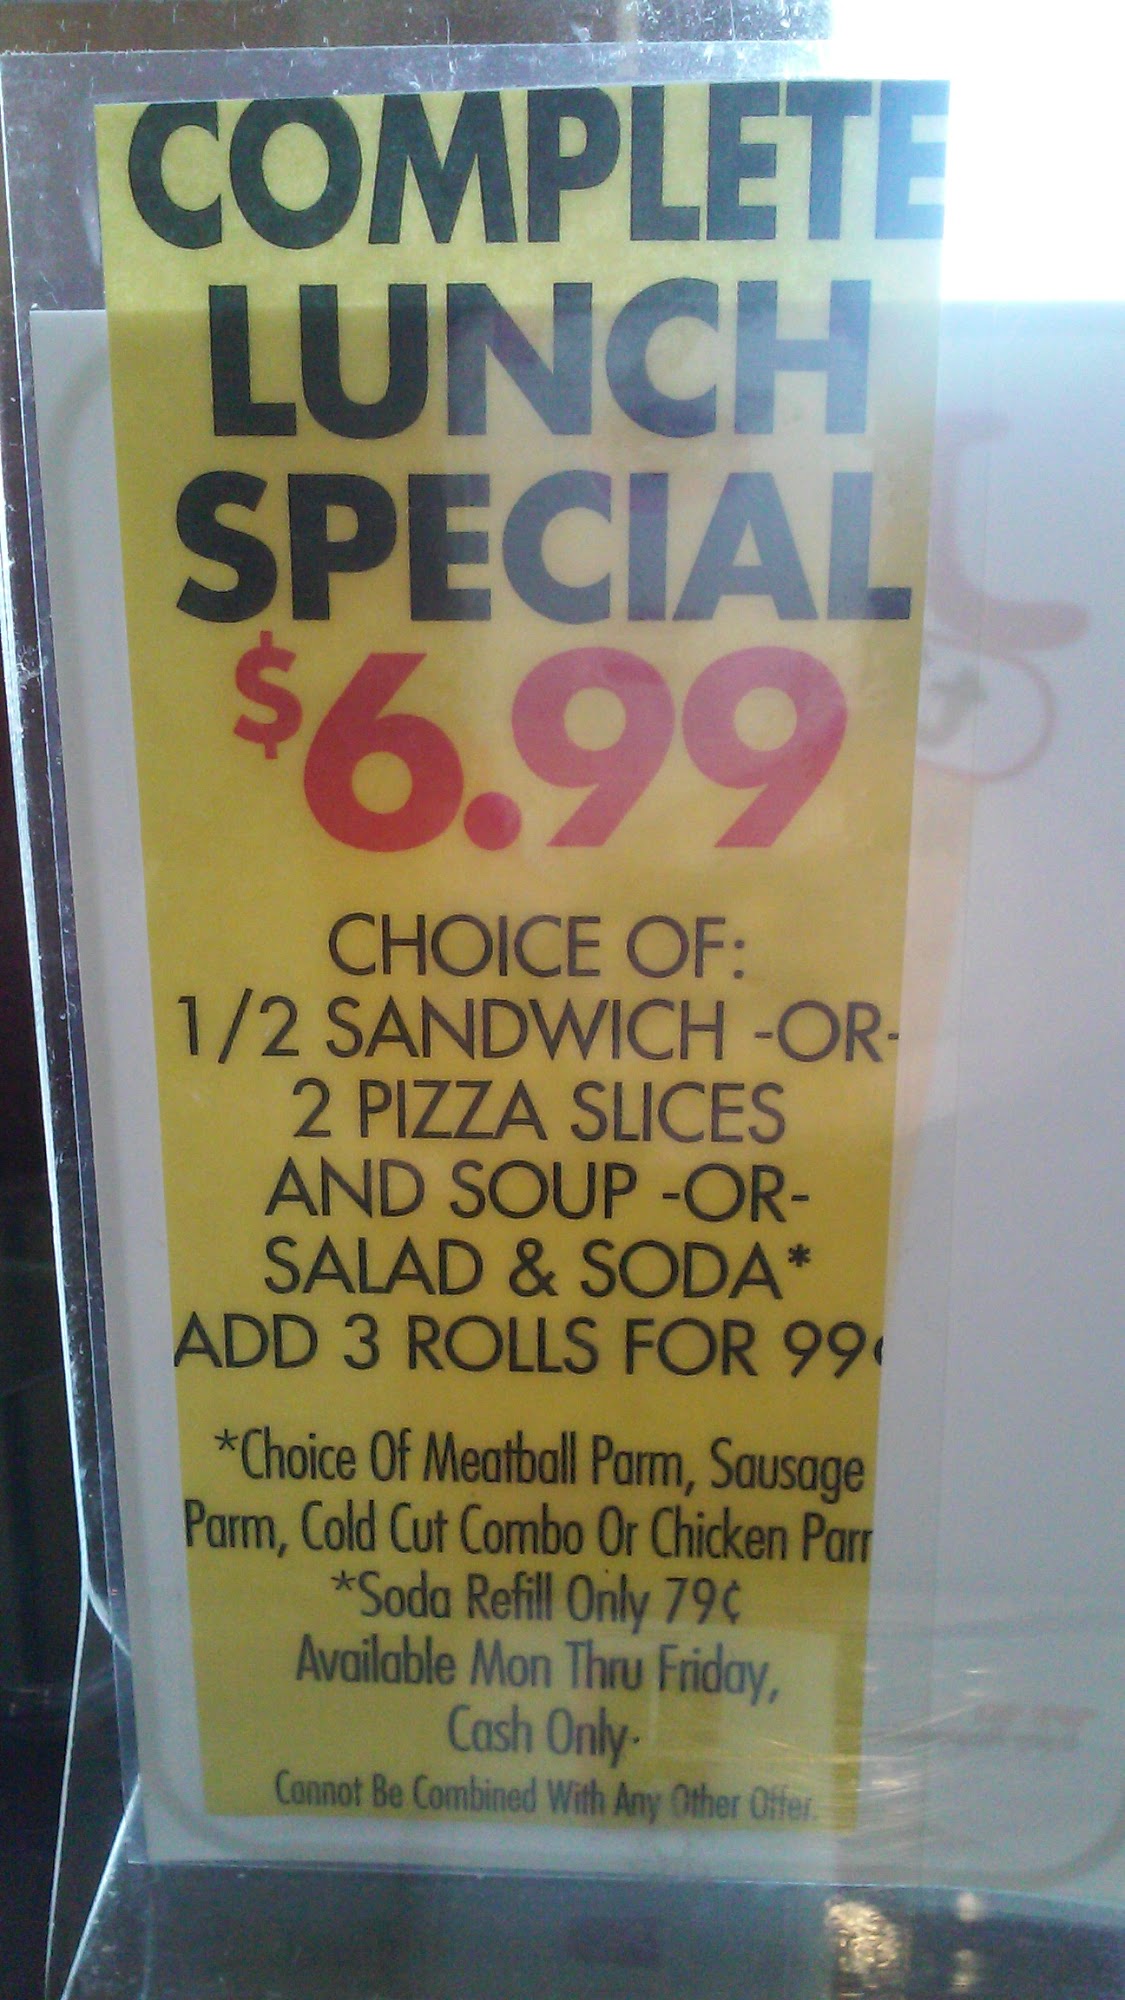 COMPLETE
LUNCH
SPECIAL
$6.99
CHOICE OF:
1/2 SANDWICH -OR-
2 PIZZA SLICES
AND SOUP -OR-
SALAD & SODA*
ADD 3 ROLLS FOR 99¢
*Choice Of Meatball Parm, Sausage
Parm, Cold Cut Combo Or Chicken Parm
*Soda Refill Only 79¢
Available Mon Thru Friday,
Cash Only.
Cannot Be Combined With Any Other Offer.